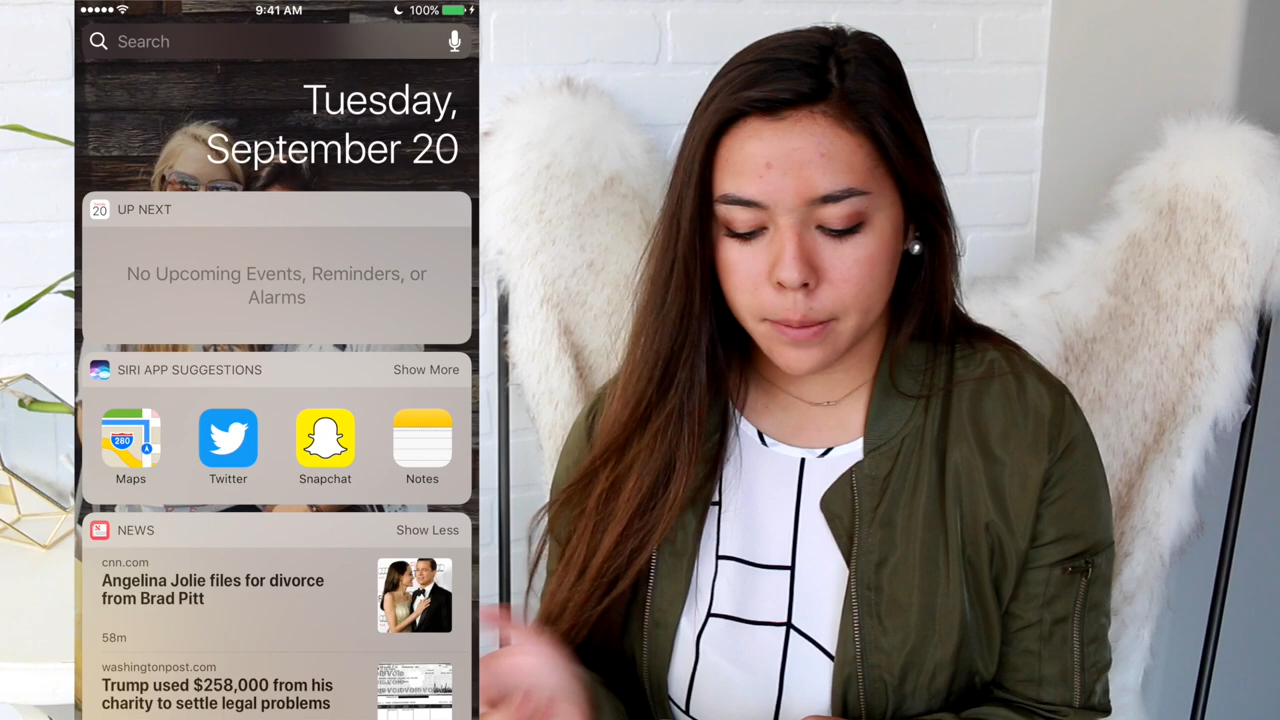 9:41 AM
100%
Search
Tuesday,
September 20
20
UP NEXT
No Upcoming Events, Reminders, or
Alarms
SIRI APP SUGGESTIONS
Show More
280
Maps
Twitter
Snapchat
Notes
NEWS
Show Less
cnn.com
Angelina Jolie files for divorce
from Brad Pitt
58m
washingtonpost.com
Trump used $258,000 from his
charity to settle legal problems